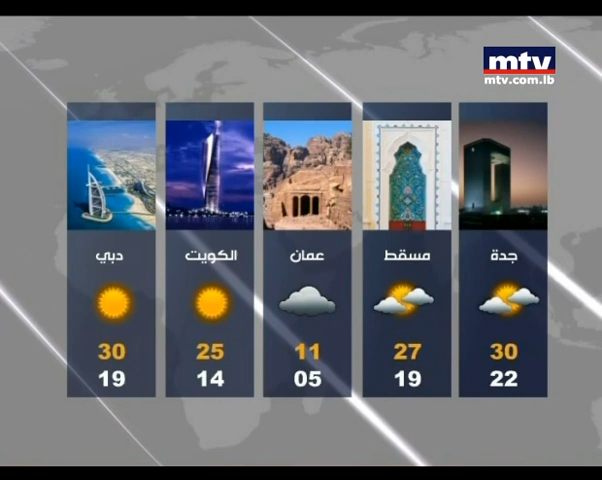 mtv
mtv.com.lb
جدة
30
22
مسقط
27
19
عمان
11
05
الكويت
25
14
دبي
30
19